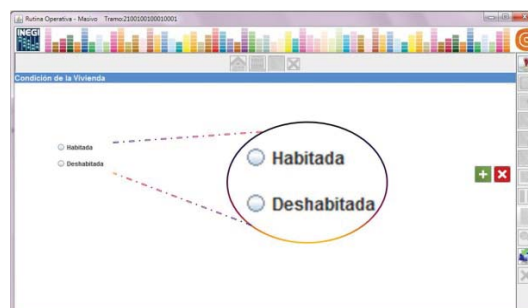 Rutina Operativa - Masivo Tramo:2100100100010001
INEGI
Condición de la Vivienda
Habitada
Deshabitada
Habitada
Deshabitada